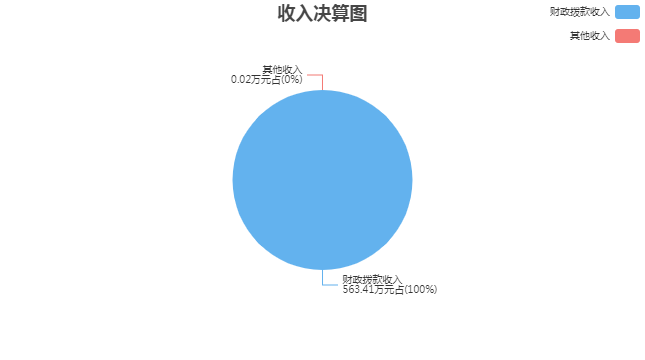 收入决算图
财政拨款收入
其他收入
其他收入
0.02万元占(0%)
财政拨款收入
563.41万元占(100%)